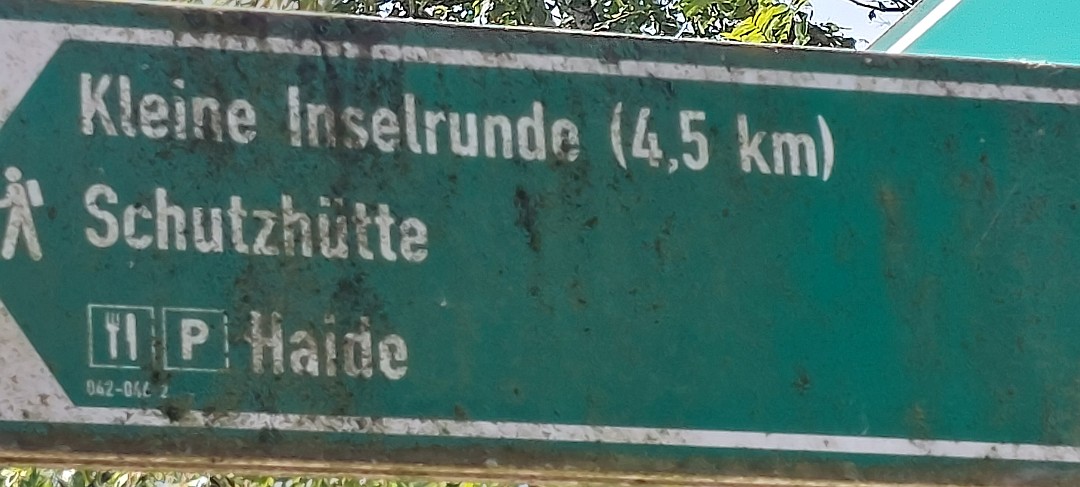 Kleine Inselrunde (4,5 km)
Schutzhütte
P Haide